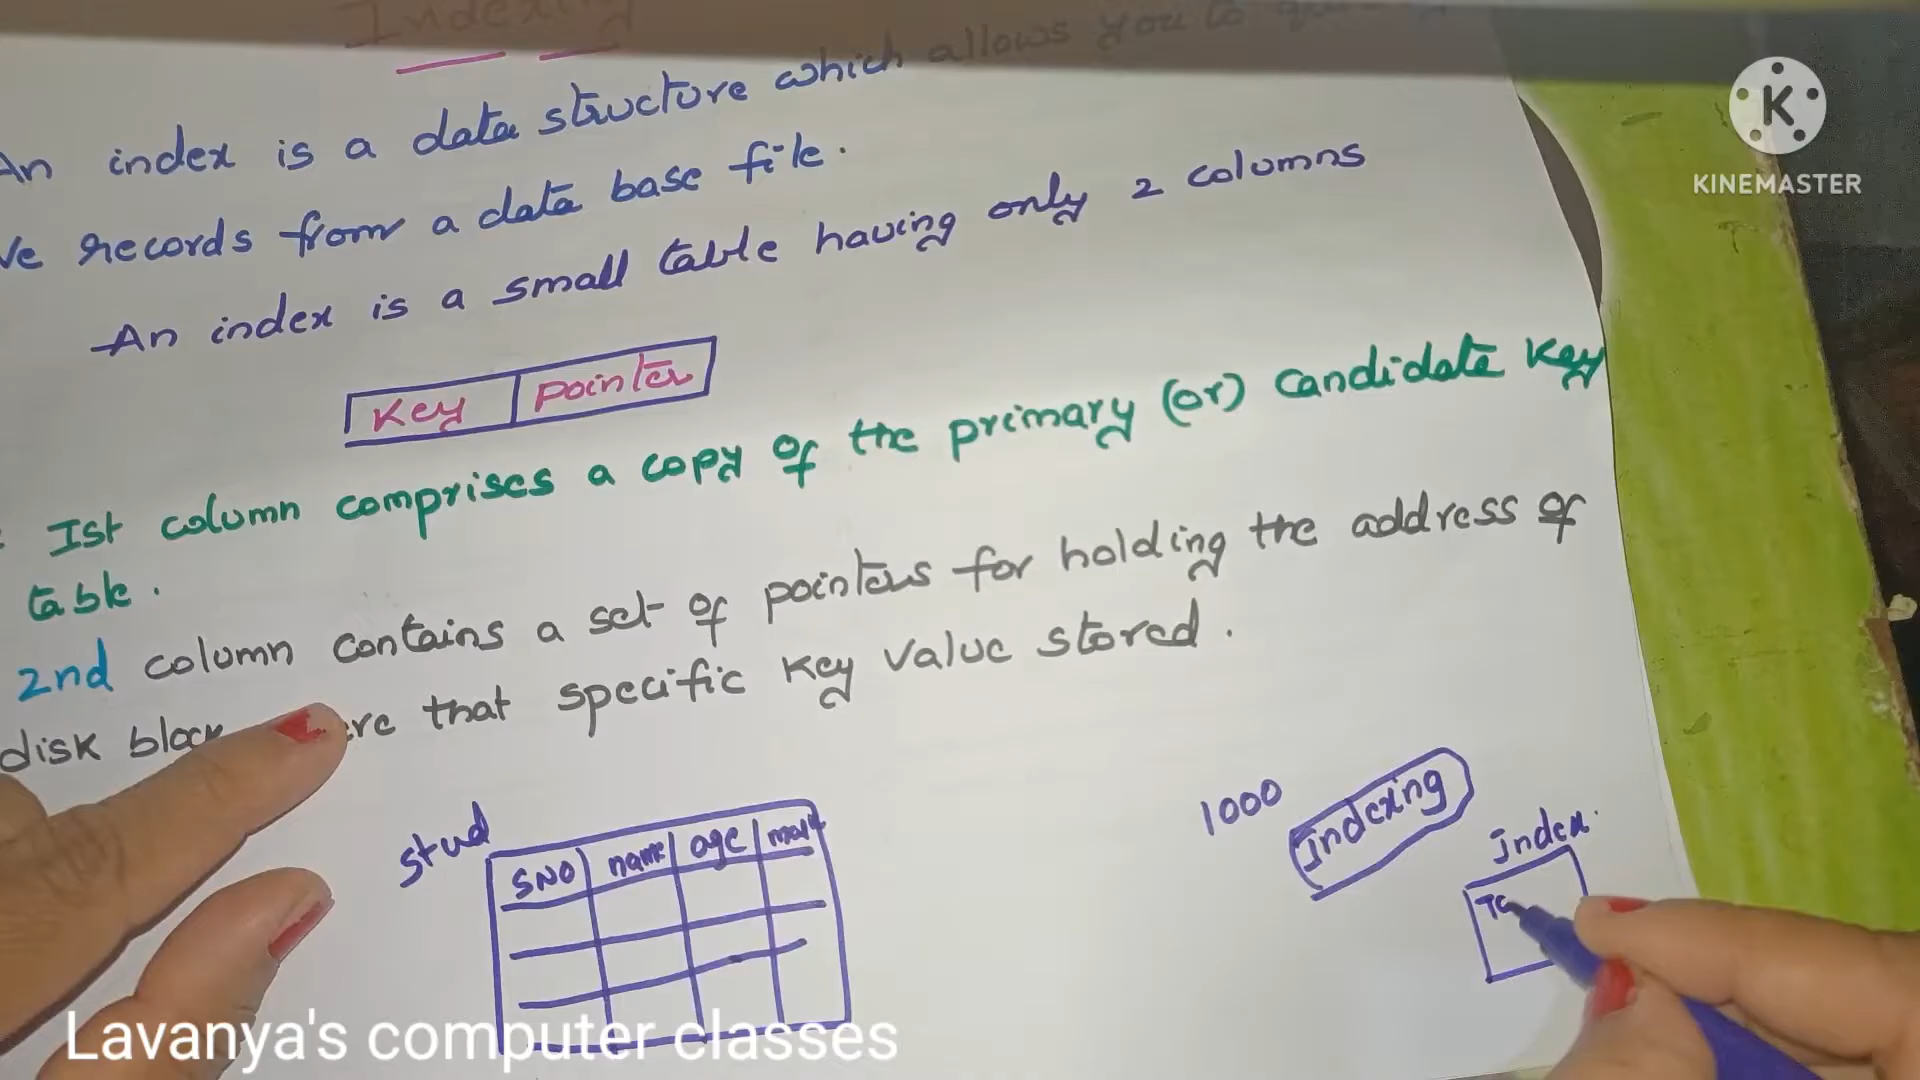 Indexing
An index is a data structure which allows you to
ve records from a data base file.
An index is a small table having only 2 columns
Key pointer
Ist column comprises a copy of the primary (or) candidate key
table.
2nd column contains a set of pointers for holding the address of
disk block that specific key value stored.
stud
SNO name age mark
1000 indexing
index.
KINEMASTER
Lavanya's computer classes